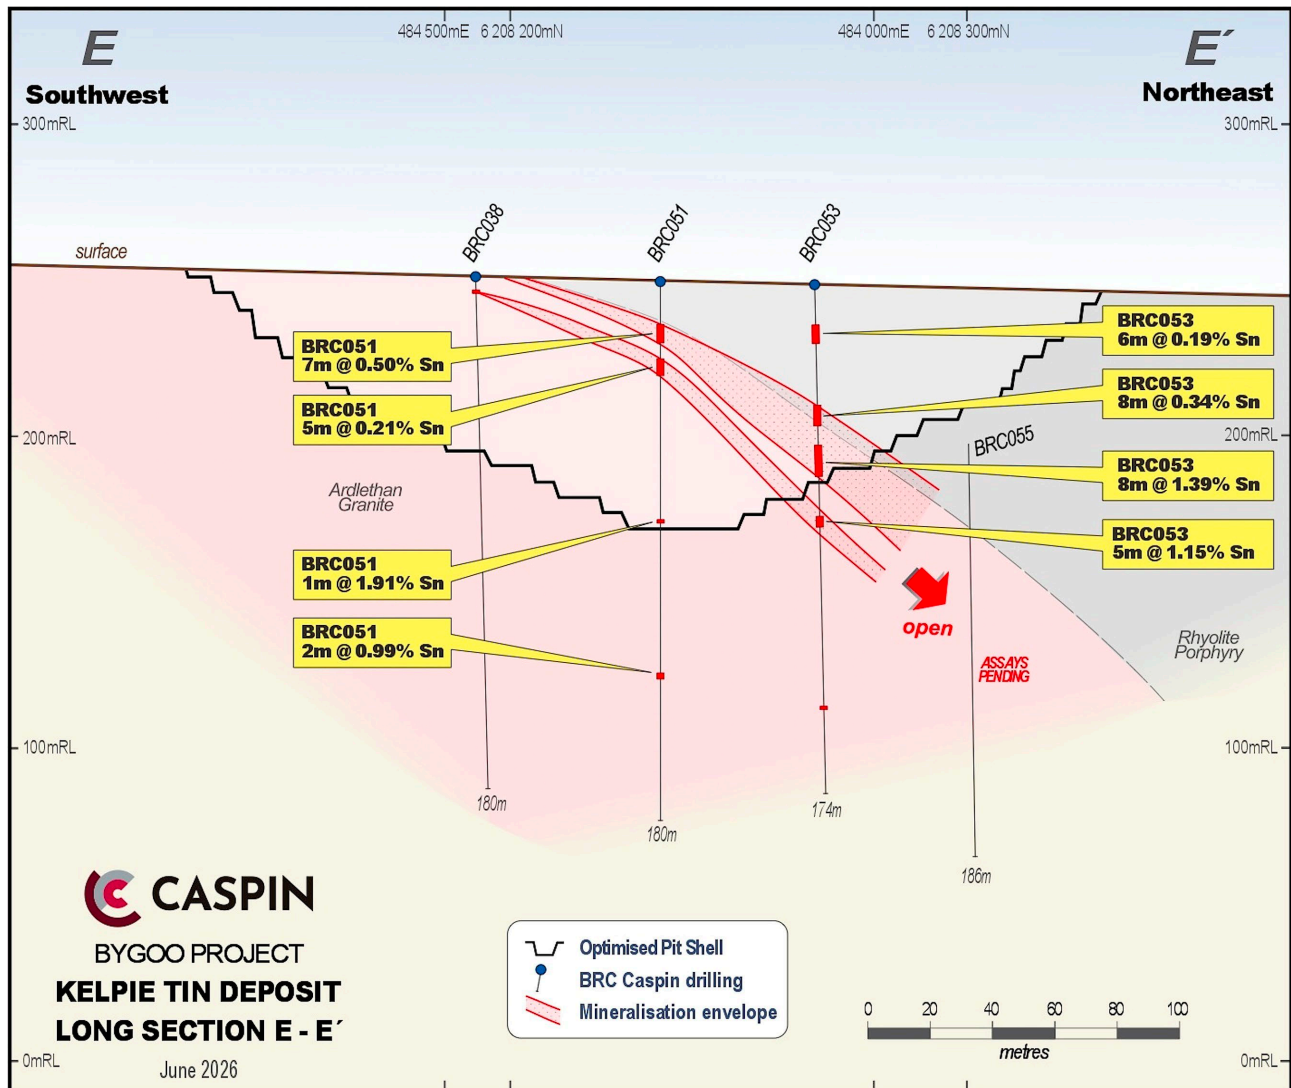 484 500mE 6 208 200mN 484 000mE 6 208 300mN
E E´
Southwest Northeast
300mRL 300mRL
BRC038 BRC051 BRC053
surface
BRC051
7m @ 0.50% Sn
BRC051
5m @ 0.21% Sn
BRC053
6m @ 0.19% Sn
BRC053
8m @ 0.34% Sn
200mRL 200mRL
BRC055
BRC053
8m @ 1.39% Sn
BRC053
5m @ 1.15% Sn
Ardlethan
Granite
BRC051
1m @ 1.91% Sn
BRC051
2m @ 0.99% Sn
open
ASSAYS
PENDING
Rhyolite
Porphyry
100mRL 100mRL
180m 180m 174m 186m
CASPIN
BYGOO PROJECT
KELPIE TIN DEPOSIT
LONG SECTION E - E´
June 2026
Optimised Pit Shell
BRC Caspin drilling
Mineralisation envelope
0 20 40 60 80 100
metres
0mRL 0mRL